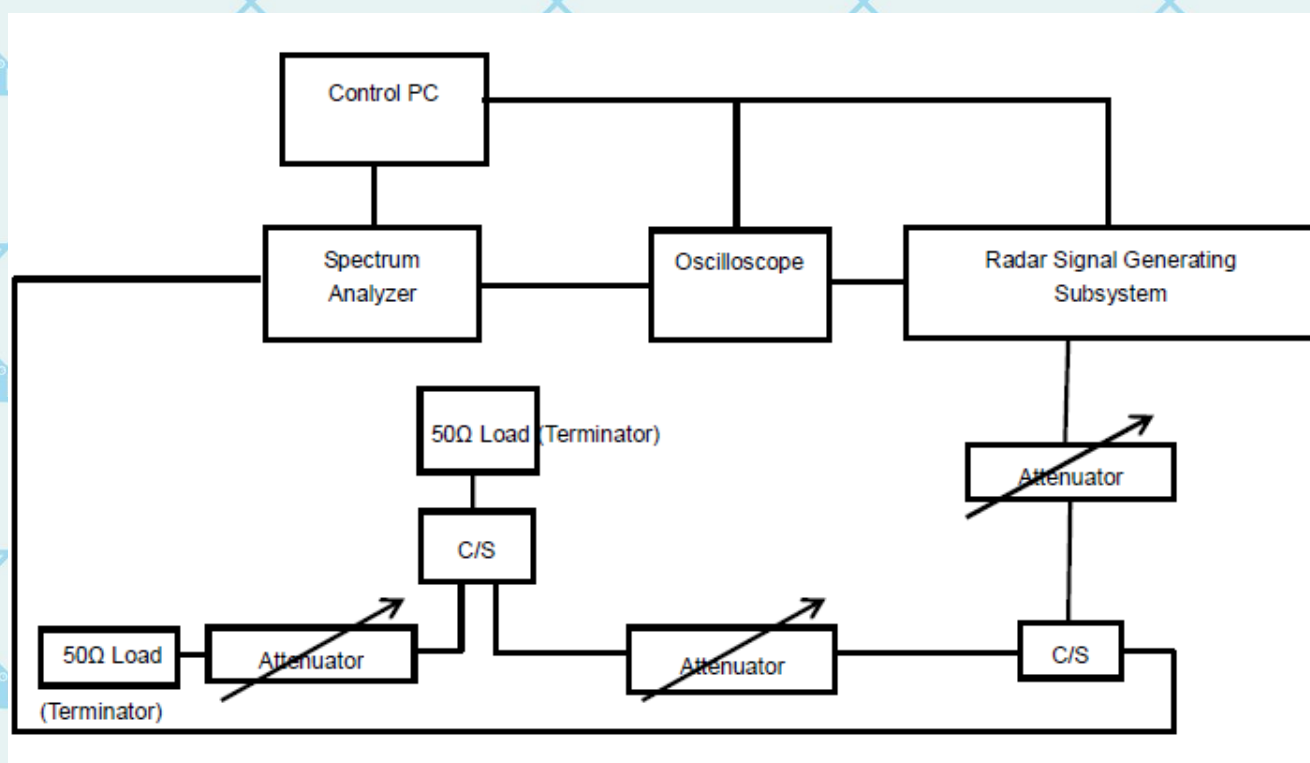 Control PC
Spectrum
Analyzer
Oscilloscope
Radar Signal Generating
Subsystem
50Ω Load (Terminator)
Attenuator
C/S
50Ω Load
Attenuator
Attenuator
C/S
(Terminator)